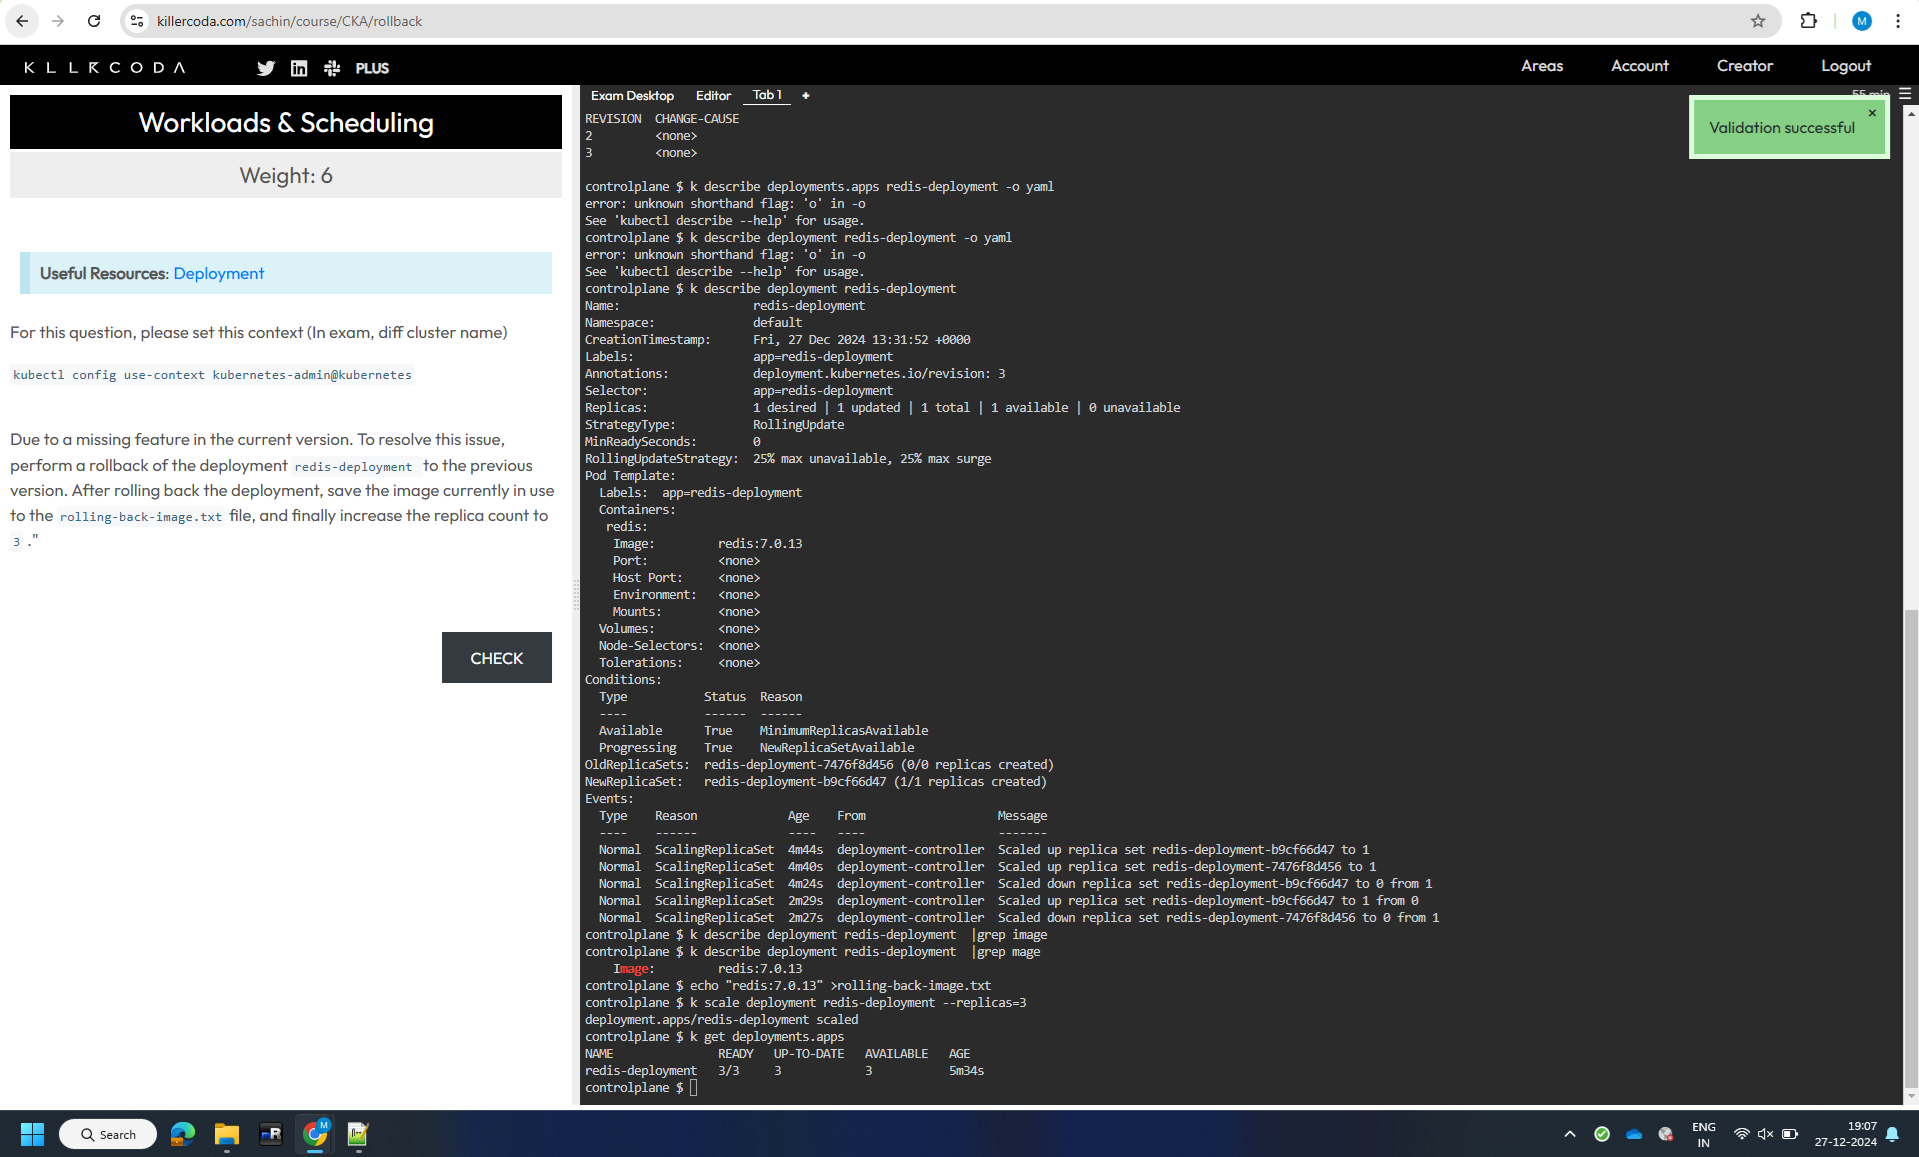 killercoda.com/sachin/course/CKA/rollback
M
KLLRCODA
PLUS
Areas Account Creator Logout
Workloads & Scheduling
Weight: 6
Useful Resources: Deployment
For this question, please set this context (In exam, diff cluster name)
kubectl config use-context kubernetes-admin@kubernetes
Due to a missing feature in the current version. To resolve this issue,
perform a rollback of the deployment redis-deployment to the previous
version. After rolling back the deployment, save the image currently in use
to the rolling-back-image.txt file, and finally increase the replica count to
3 ."
CHECK
Exam Desktop Editor Tab 1 +
55 min
Validation successful ×
REVISION  CHANGE-CAUSE
2         <none>
3         <none>
controlplane $ k describe deployments.apps redis-deployment -o yaml
error: unknown shorthand flag: 'o' in -o
See 'kubectl describe --help' for usage.
controlplane $ k describe deployment redis-deployment -o yaml
error: unknown shorthand flag: 'o' in -o
See 'kubectl describe --help' for usage.
controlplane $ k describe deployment redis-deployment
Name:                   redis-deployment
Namespace:              default
CreationTimestamp:      Fri, 27 Dec 2024 13:31:52 +0000
Labels:                 app=redis-deployment
Annotations:            deployment.kubernetes.io/revision: 3
Selector:               app=redis-deployment
Replicas:               1 desired | 1 updated | 1 total | 1 available | 0 unavailable
StrategyType:           RollingUpdate
MinReadySeconds:        0
RollingUpdateStrategy:  25% max unavailable, 25% max surge
Pod Template:
  Labels:  app=redis-deployment
  Containers:
   redis:
    Image:         redis:7.0.13
    Port:          <none>
    Host Port:     <none>
    Environment:   <none>
    Mounts:        <none>
  Volumes:         <none>
  Node-Selectors:  <none>
  Tolerations:     <none>
Conditions:
  Type           Status  Reason
  ----           ------  ------
  Available      True    MinimumReplicasAvailable
  Progressing    True    NewReplicaSetAvailable
OldReplicaSets:  redis-deployment-7476f8d456 (0/0 replicas created)
NewReplicaSet:   redis-deployment-b9cf66d47 (1/1 replicas created)
Events:
  Type    Reason             Age    From                   Message
  ----    ------             ----   ----                   -------
  Normal  ScalingReplicaSet  4m44s  deployment-controller  Scaled up replica set redis-deployment-b9cf66d47 to 1
  Normal  ScalingReplicaSet  4m40s  deployment-controller  Scaled up replica set redis-deployment-7476f8d456 to 1
  Normal  ScalingReplicaSet  4m24s  deployment-controller  Scaled down replica set redis-deployment-b9cf66d47 to 0 from 1
  Normal  ScalingReplicaSet  2m29s  deployment-controller  Scaled up replica set redis-deployment-b9cf66d47 to 1 from 0
  Normal  ScalingReplicaSet  2m27s  deployment-controller  Scaled down replica set redis-deployment-7476f8d456 to 0 from 1
controlplane $ k describe deployment redis-deployment  |grep image
controlplane $ k describe deployment redis-deployment  |grep mage
    Image:         redis:7.0.13
controlplane $ echo "redis:7.0.13" >rolling-back-image.txt
controlplane $ k scale deployment redis-deployment --replicas=3
deployment.apps/redis-deployment scaled
controlplane $ k get deployments.apps
NAME               READY   UP-TO-DATE   AVAILABLE   AGE
redis-deployment   3/3     3            3           5m34s
controlplane $
Search
mR
M
ENG
IN
19:07
27-12-2024